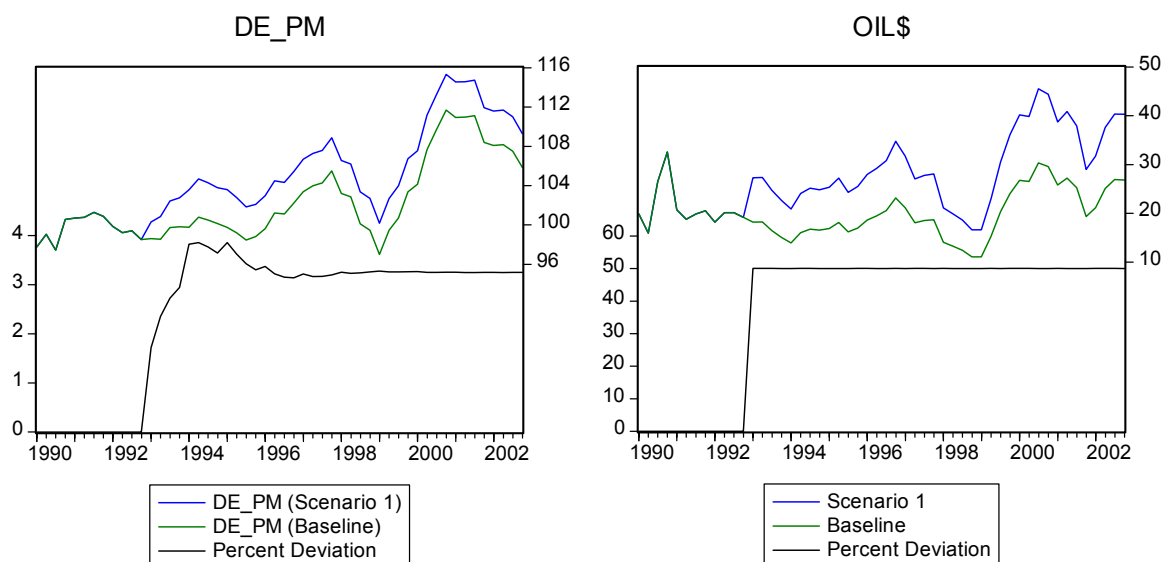 DE_PM
OIL$
116
112
108
104
100
96
4
3
2
1
0
1990 1992 1994 1996 1998 2000 2002
DE_PM (Scenario 1)
DE_PM (Baseline)
Percent Deviation
50
40
30
20
10
60
50
40
30
20
10
0
1990 1992 1994 1996 1998 2000 2002
Scenario 1
Baseline
Percent Deviation